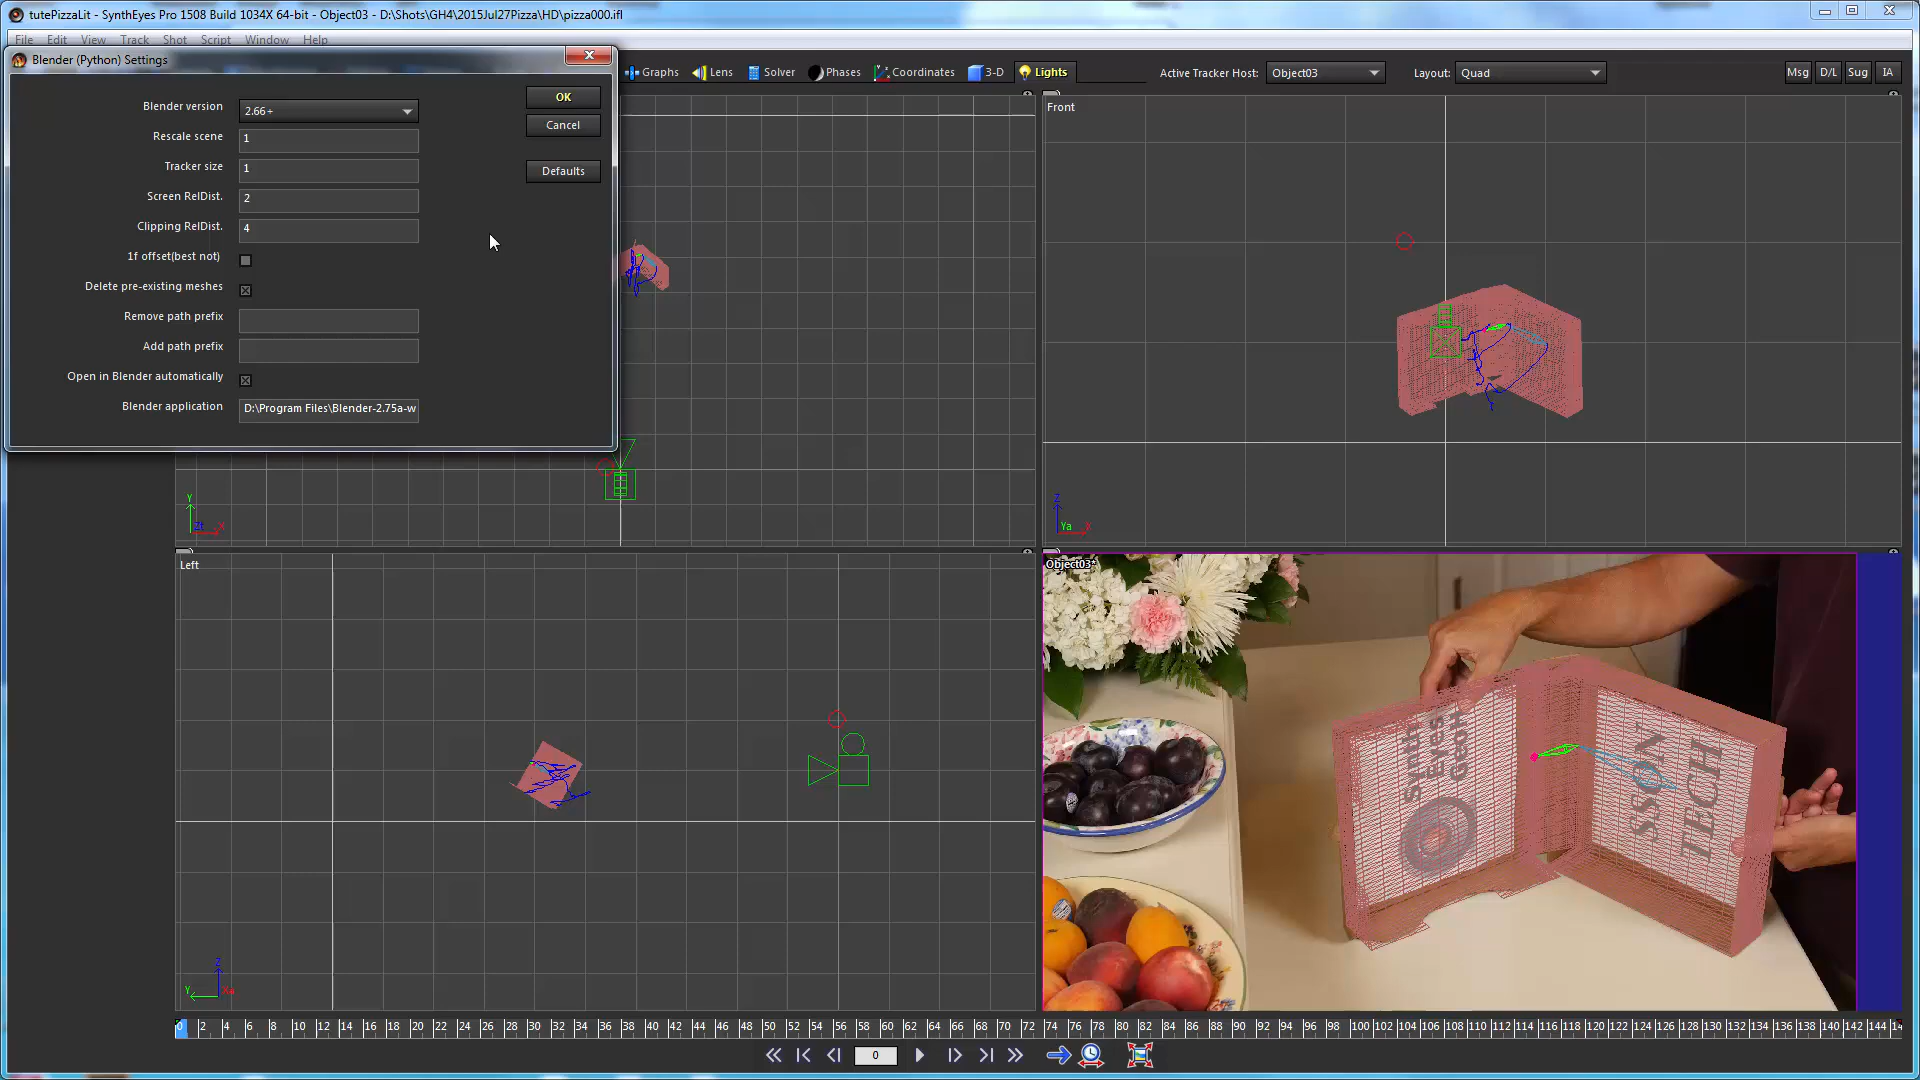 tutePizzaLit - SynthEyes Pro 1508 Build 1034X 64-bit - Object03 - D:\Shots\GH4\2015Jul27Pizza\HD\pizza000.ifl
File Edit View Track Shot Script Window Help
Blender (Python) Settings
Graphs Lens Solver Phases Coordinates 3-D Lights Active Tracker Host: Object03 Layout: Quad Msg D/L Sug IA
Blender version 2.66+
Rescale scene 1
Tracker size 1
Screen RelDist. 2
Clipping RelDist. 4
1f offset(best not)
Delete pre-existing meshes
Remove path prefix
Add path prefix
Open in Blender automatically
Blender application D:\Program Files\Blender-2.75a-w
OK
Cancel
Defaults
Front
Y X
Z Ya X
Left
Z Y Xa
Object03*
Synth
Eyes
Gear
SSON
TECH
0 2 4 6 8 10 12 14 16 18 20 22 24 26 28 30 32 34 36 38 40 42 44 46 48 50 52 54 56 58 60 62 64 66 68 70 72 74 76 78 80 82 84 86 88 90 92 94 96 98 100 102 104 106 108 110 112 114 116 118 120 122 124 126 128 130 132 134 136 138 140 142 144 146
0